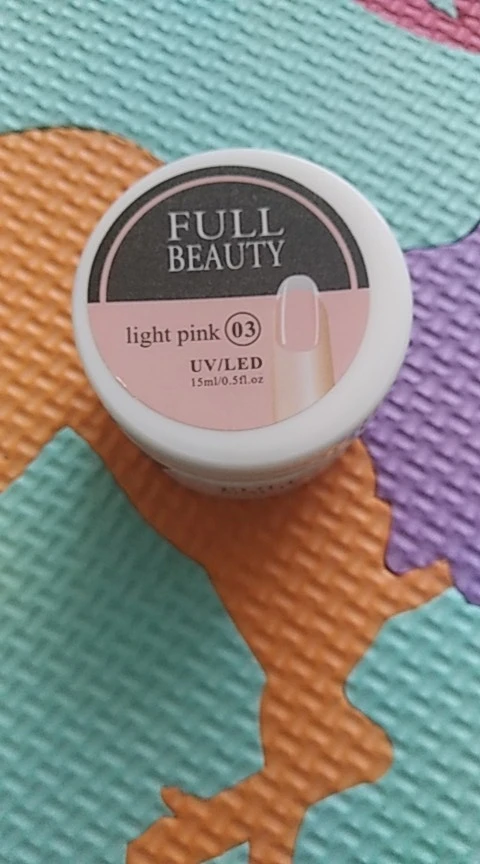 FULL
BEAUTY
light pink 03
UV/LED
15ml/0.5fl.oz